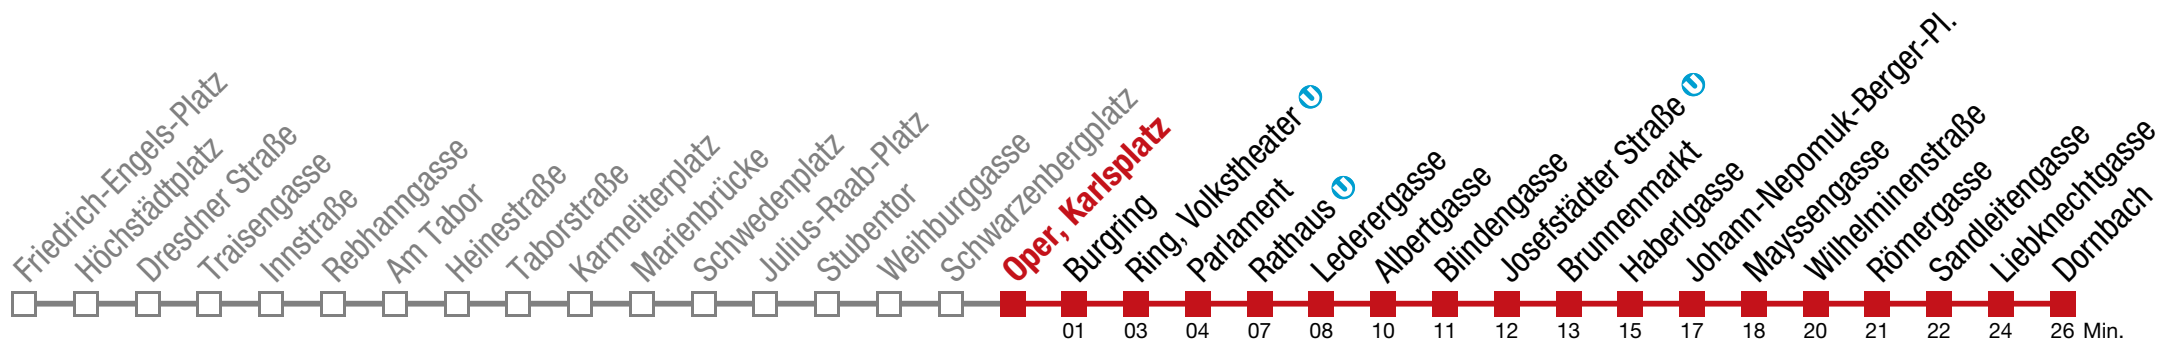 Friedrich-Engels-Platz
Höchstädtplatz
Dresdner Straße
Traisengasse
Innstraße
Rebhanngasse
Am Tabor
Heinestraße
Taborstraße
Karmeliterplatz
Marienbrücke
Schwedenplatz
Julius-Raab-Platz
Stubentor
Weihburggasse
Schwarzenbergplatz
Oper, Karlsplatz
Burgring
Ring, Volkstheater U
Parlament
Rathaus U
Lederergasse
Albertgasse
Blindengasse
Josefstädter Straße U
Brunnenmarkt
Haberlgasse
Johann-Nepomuk-Berger-Pl.
Mayssengasse
Wilhelminenstraße
Römergasse
Sandleitengasse
Liebknechtgasse
Dornbach
01 03 04 07 08 10 11 12 13 15 17 18 20 21 22 24 26 Min.